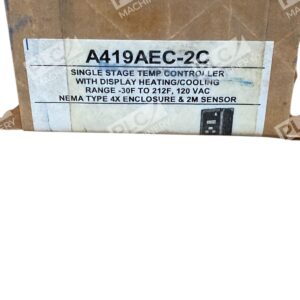 A419AEC-2C
SINGLE STAGE TEMP CONTROLLER
WITH DISPLAY HEATING/COOLING
RANGE -30F TO 212F, 120 VAC
NEMA TYPE 4X ENCLOSURE & 2M SENSOR